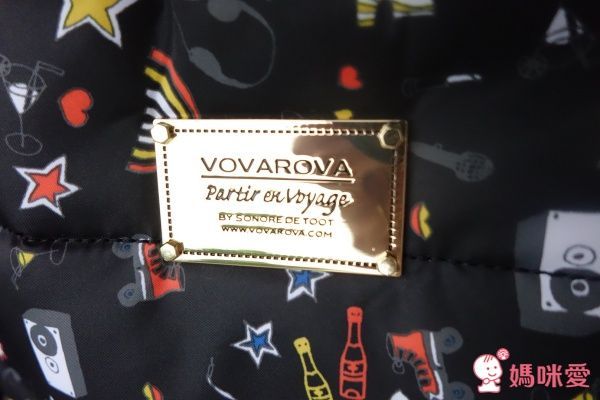 VOVAROVA
Partir en Voyage
BY SONORE DE TOOT
WWW.VOVAROVA.COM
媽咪愛